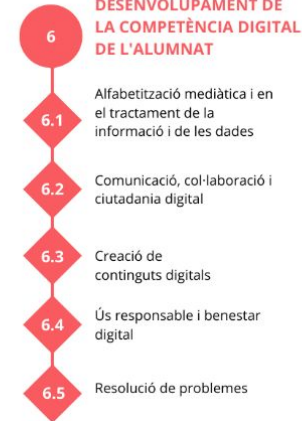 DESENVOLUPAMENT DE
6
LA COMPETÈNCIA DIGITAL
DE L'ALUMNAT
6.1
Alfabetització mediàtica i en
el tractament de la
informació i de les dades
6.2
Comunicació, col·laboració i
ciutadania digital
6.3
Creació de
continguts digitals
6.4
Ús responsable i benestar
digital
6.5
Resolució de problemes